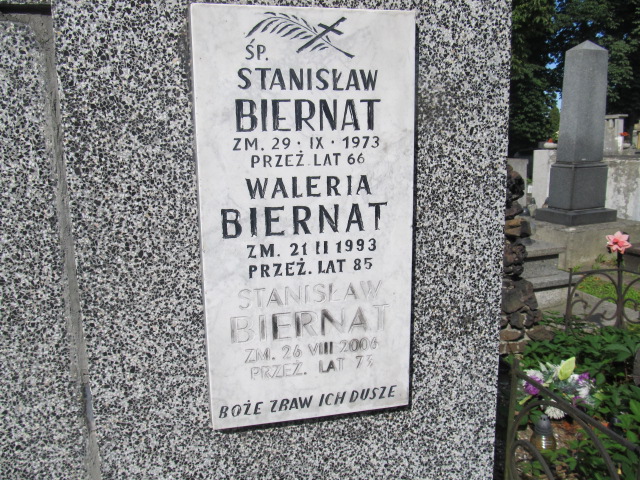 ŚP.
STANISŁAW
BIERNAT
ZM. 29 · IX · 1973
PRZEŻ. LAT 66
WALERIA
BIERNAT
ZM. 21 II 1993
PRZEŻ. LAT 85
STANISŁAW
BIERNAT
ZM. 26 VIII 2006
PRZEŻ. LAT
BOŻE ZBAW ICH DUSZE